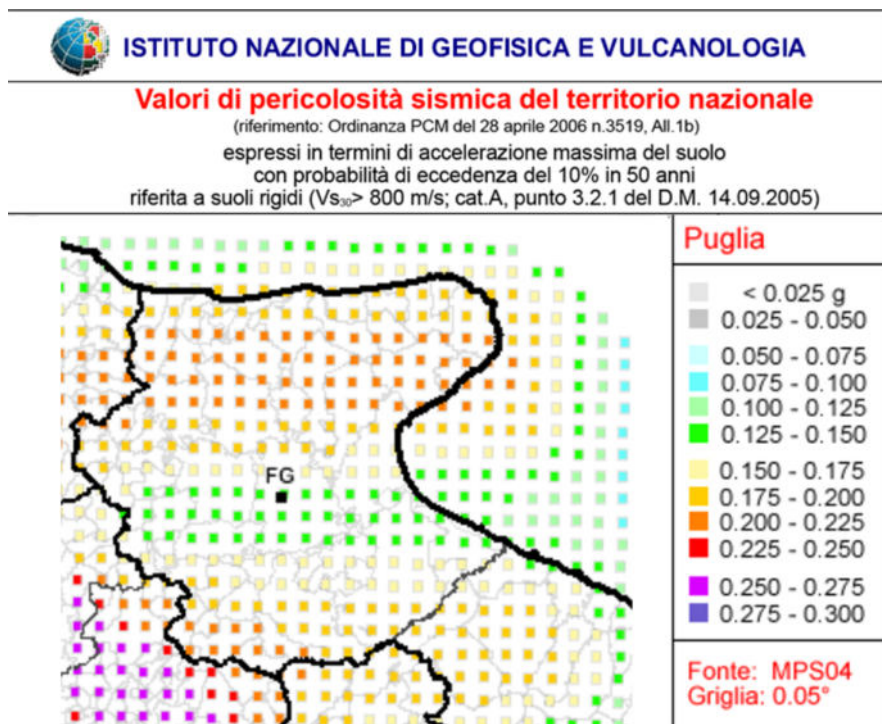 ISTITUTO NAZIONALE DI GEOFISICA E VULCANOLOGIA
Valori di pericolosità sismica del territorio nazionale
(riferimento: Ordinanza PCM del 28 aprile 2006 n.3519, All.1b)
espressi in termini di accelerazione massima del suolo
con probabilità di eccedenza del 10% in 50 anni
riferita a suoli rigidi (Vs₃₀> 800 m/s; cat.A, punto 3.2.1 del D.M. 14.09.2005)
FG
Puglia
< 0.025 g
0.025 - 0.050
0.050 - 0.075
0.075 - 0.100
0.100 - 0.125
0.125 - 0.150
0.150 - 0.175
0.175 - 0.200
0.200 - 0.225
0.225 - 0.250
0.250 - 0.275
0.275 - 0.300
Fonte: MPS04
Griglia: 0.05°